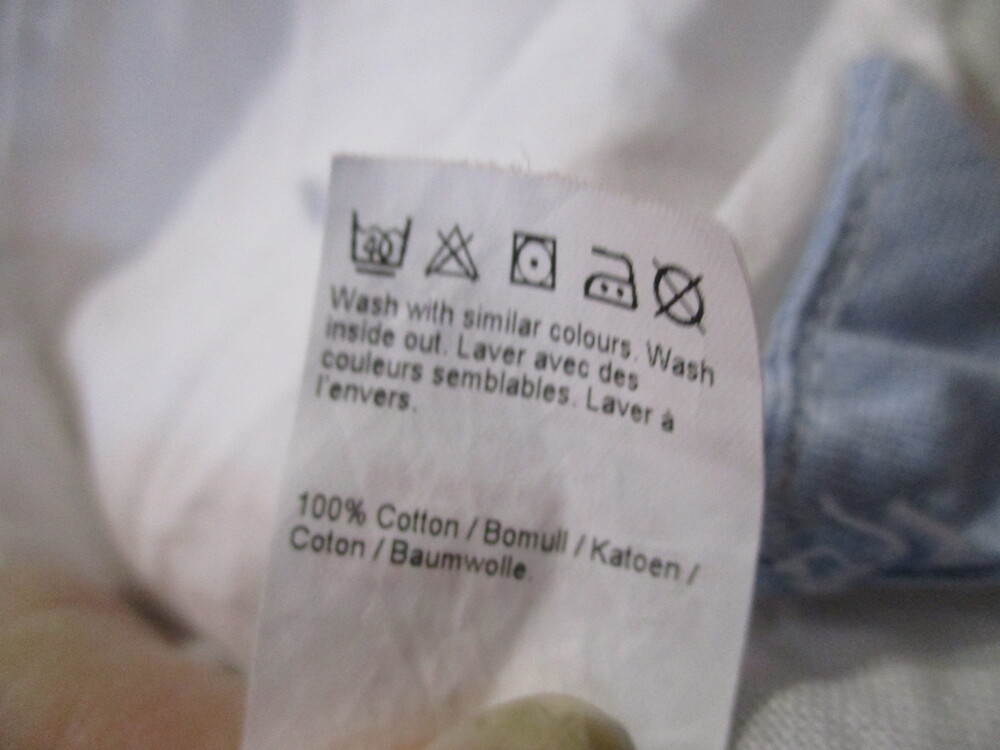 40
Wash with similar colours. Wash
inside out. Laver avec des
couleurs semblables. Laver à
l'envers.
100% Cotton / Bomull / Katoen /
Coton / Baumwolle.